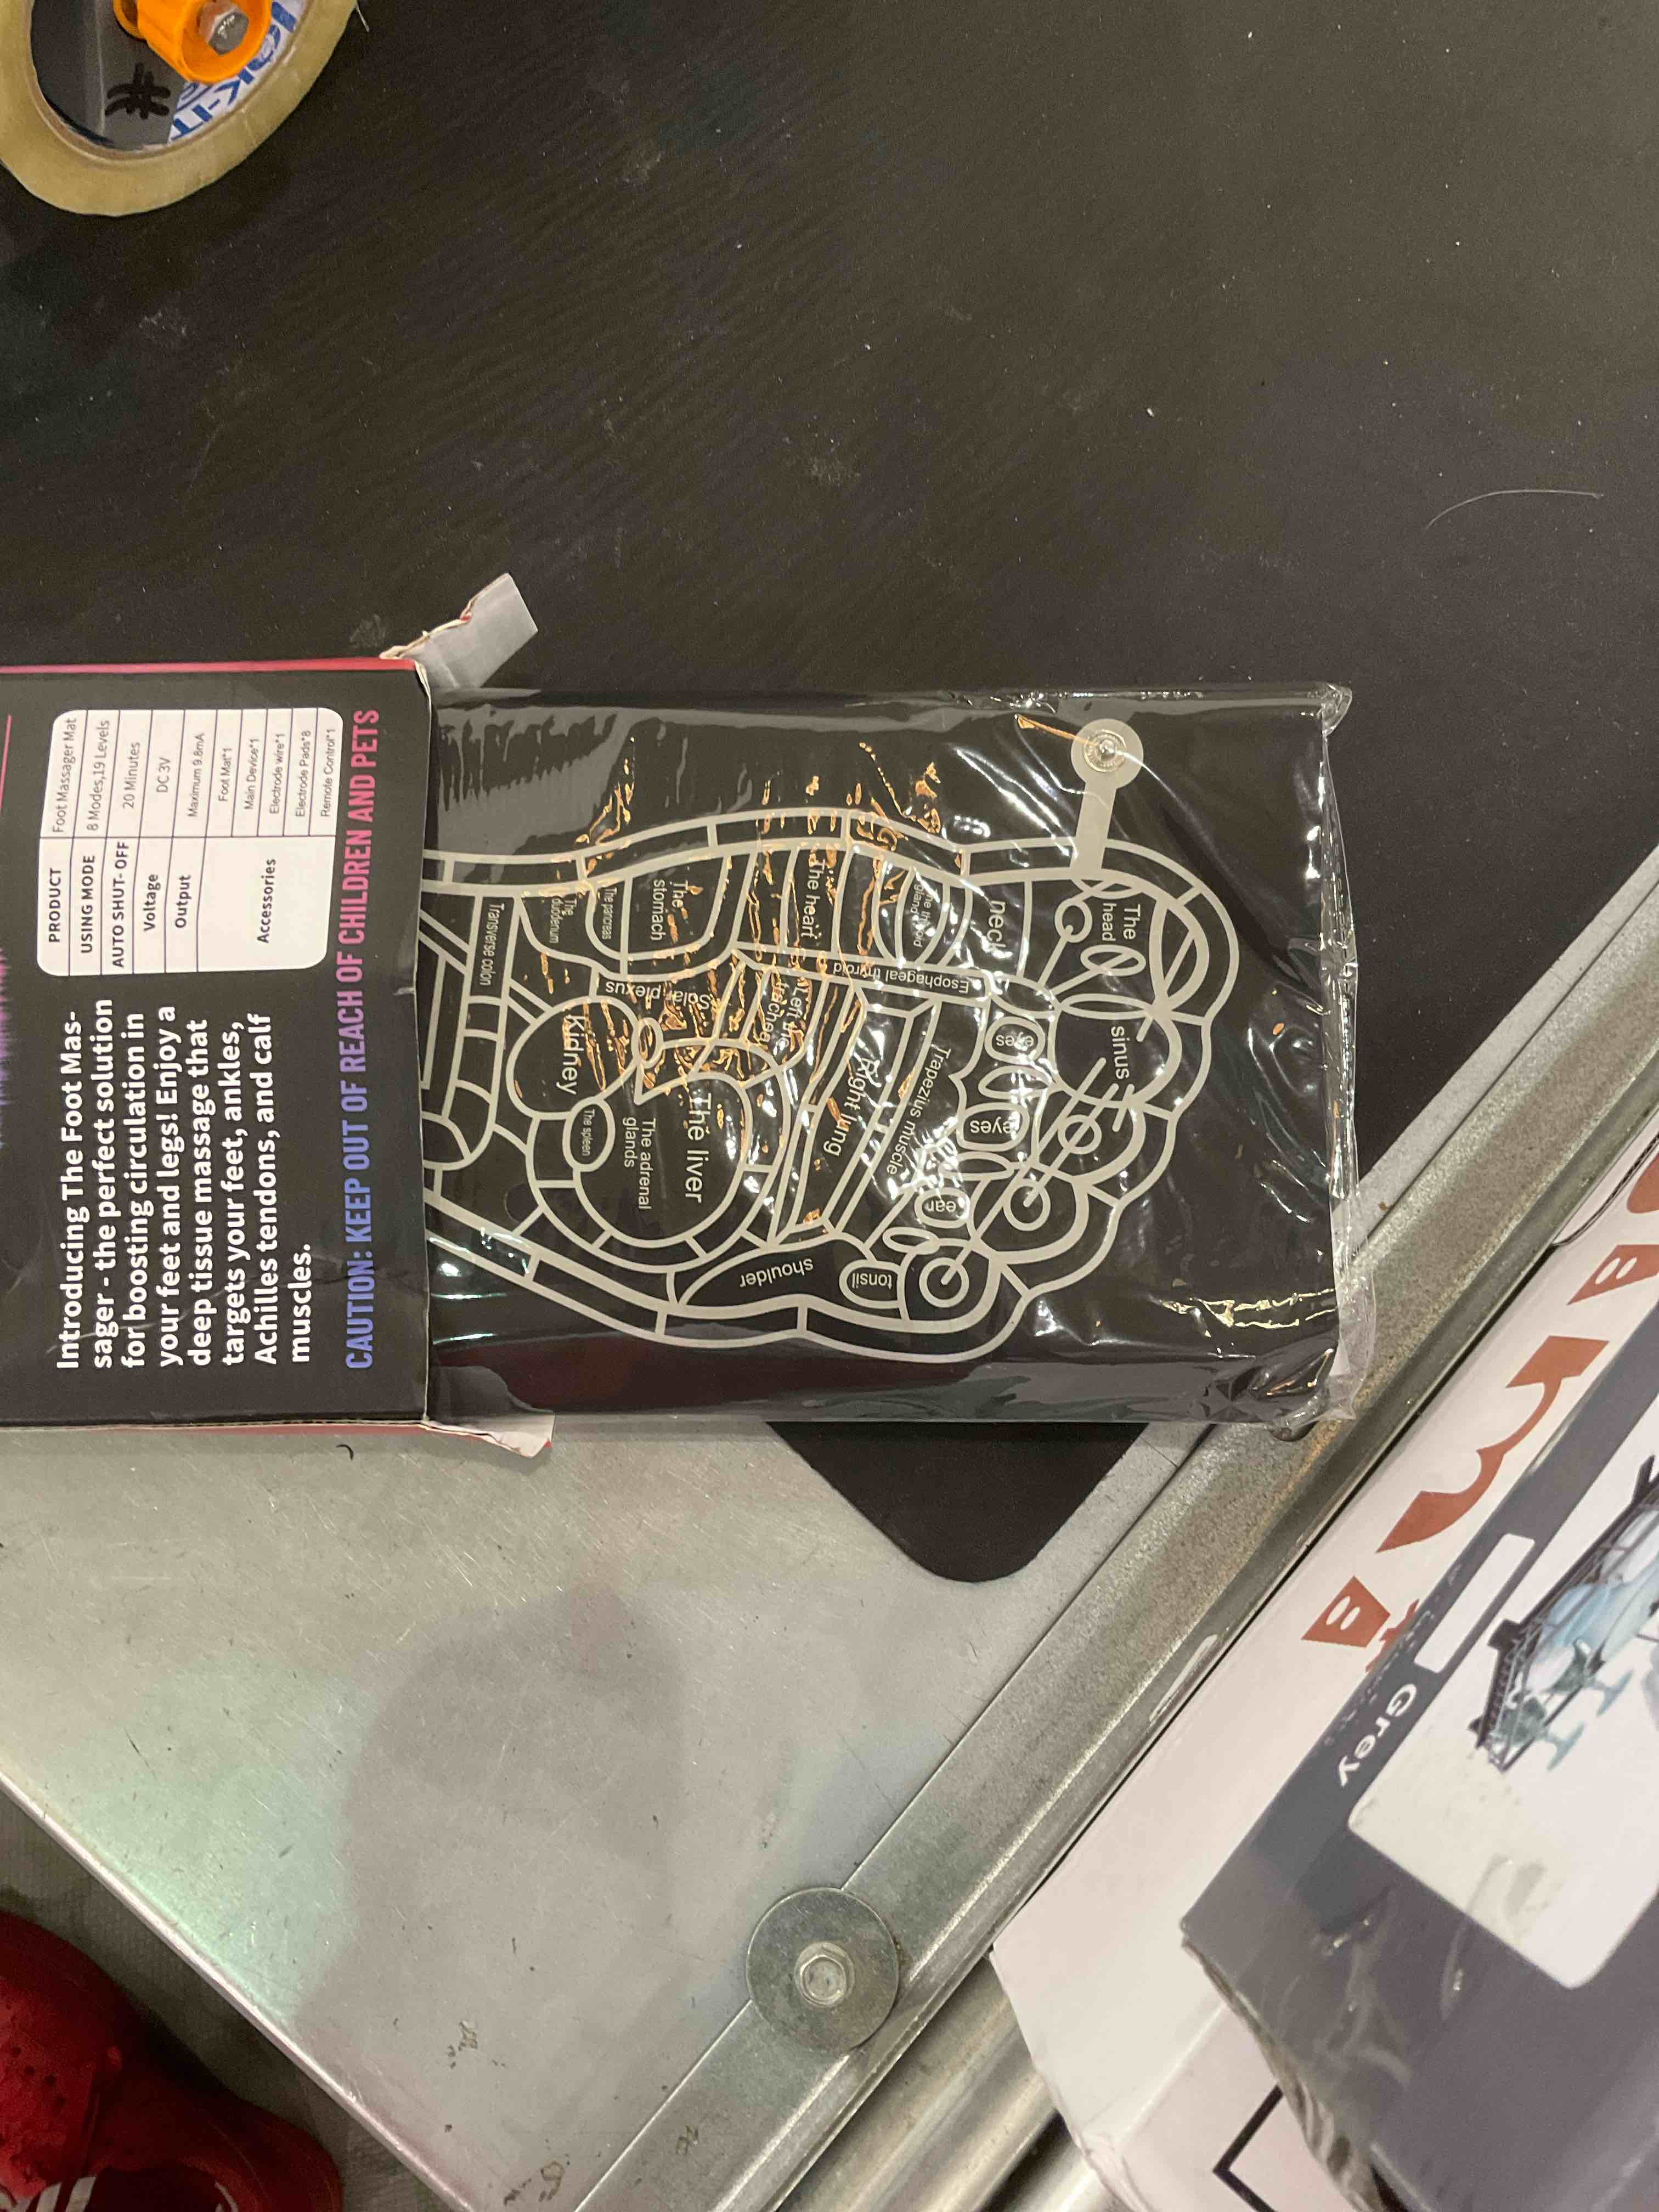 Introducing The Foot Mas-
sager - the perfect solution
for boosting circulation in
your feet and legs! Enjoy a
deep tissue massage that
targets your feet, ankles,
Achilles tendons, and calf
muscles.
PRODUCT Foot Massager Mat
USING MODE 8 Modes,19 Levels
AUTO SHUT- OFF 20 Minutes
Voltage DC 3V
Output Maximum 9.8mA
Accessories
Foot Mat*1
Main Device*1
Electrode wire*1
Electrode Pads*8
Remote Control*1
CAUTION: KEEP OUT OF REACH OF CHILDREN AND PETS
The
head
sinus
neck
eyes
eyes
ear
tonsil
shoulder
Esophageal thyroid
Trapezius muscle
Right lung
The heart
The
stomach
The pancreas
The
duodenum
Solar
plexus
The liver
The adrenal
glands
Kidney
The spleen
Transverse colon
Grey